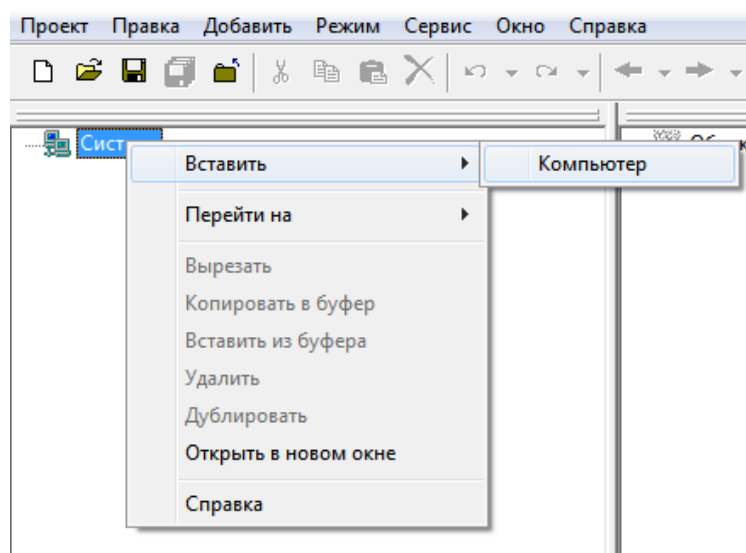 Проект Правка Добавить Режим Сервис Окно Справка
Сист
Вставить
Компьютер
Перейти на
Вырезать
Копировать в буфер
Вставить из буфера
Удалить
Дублировать
Открыть в новом окне
Справка